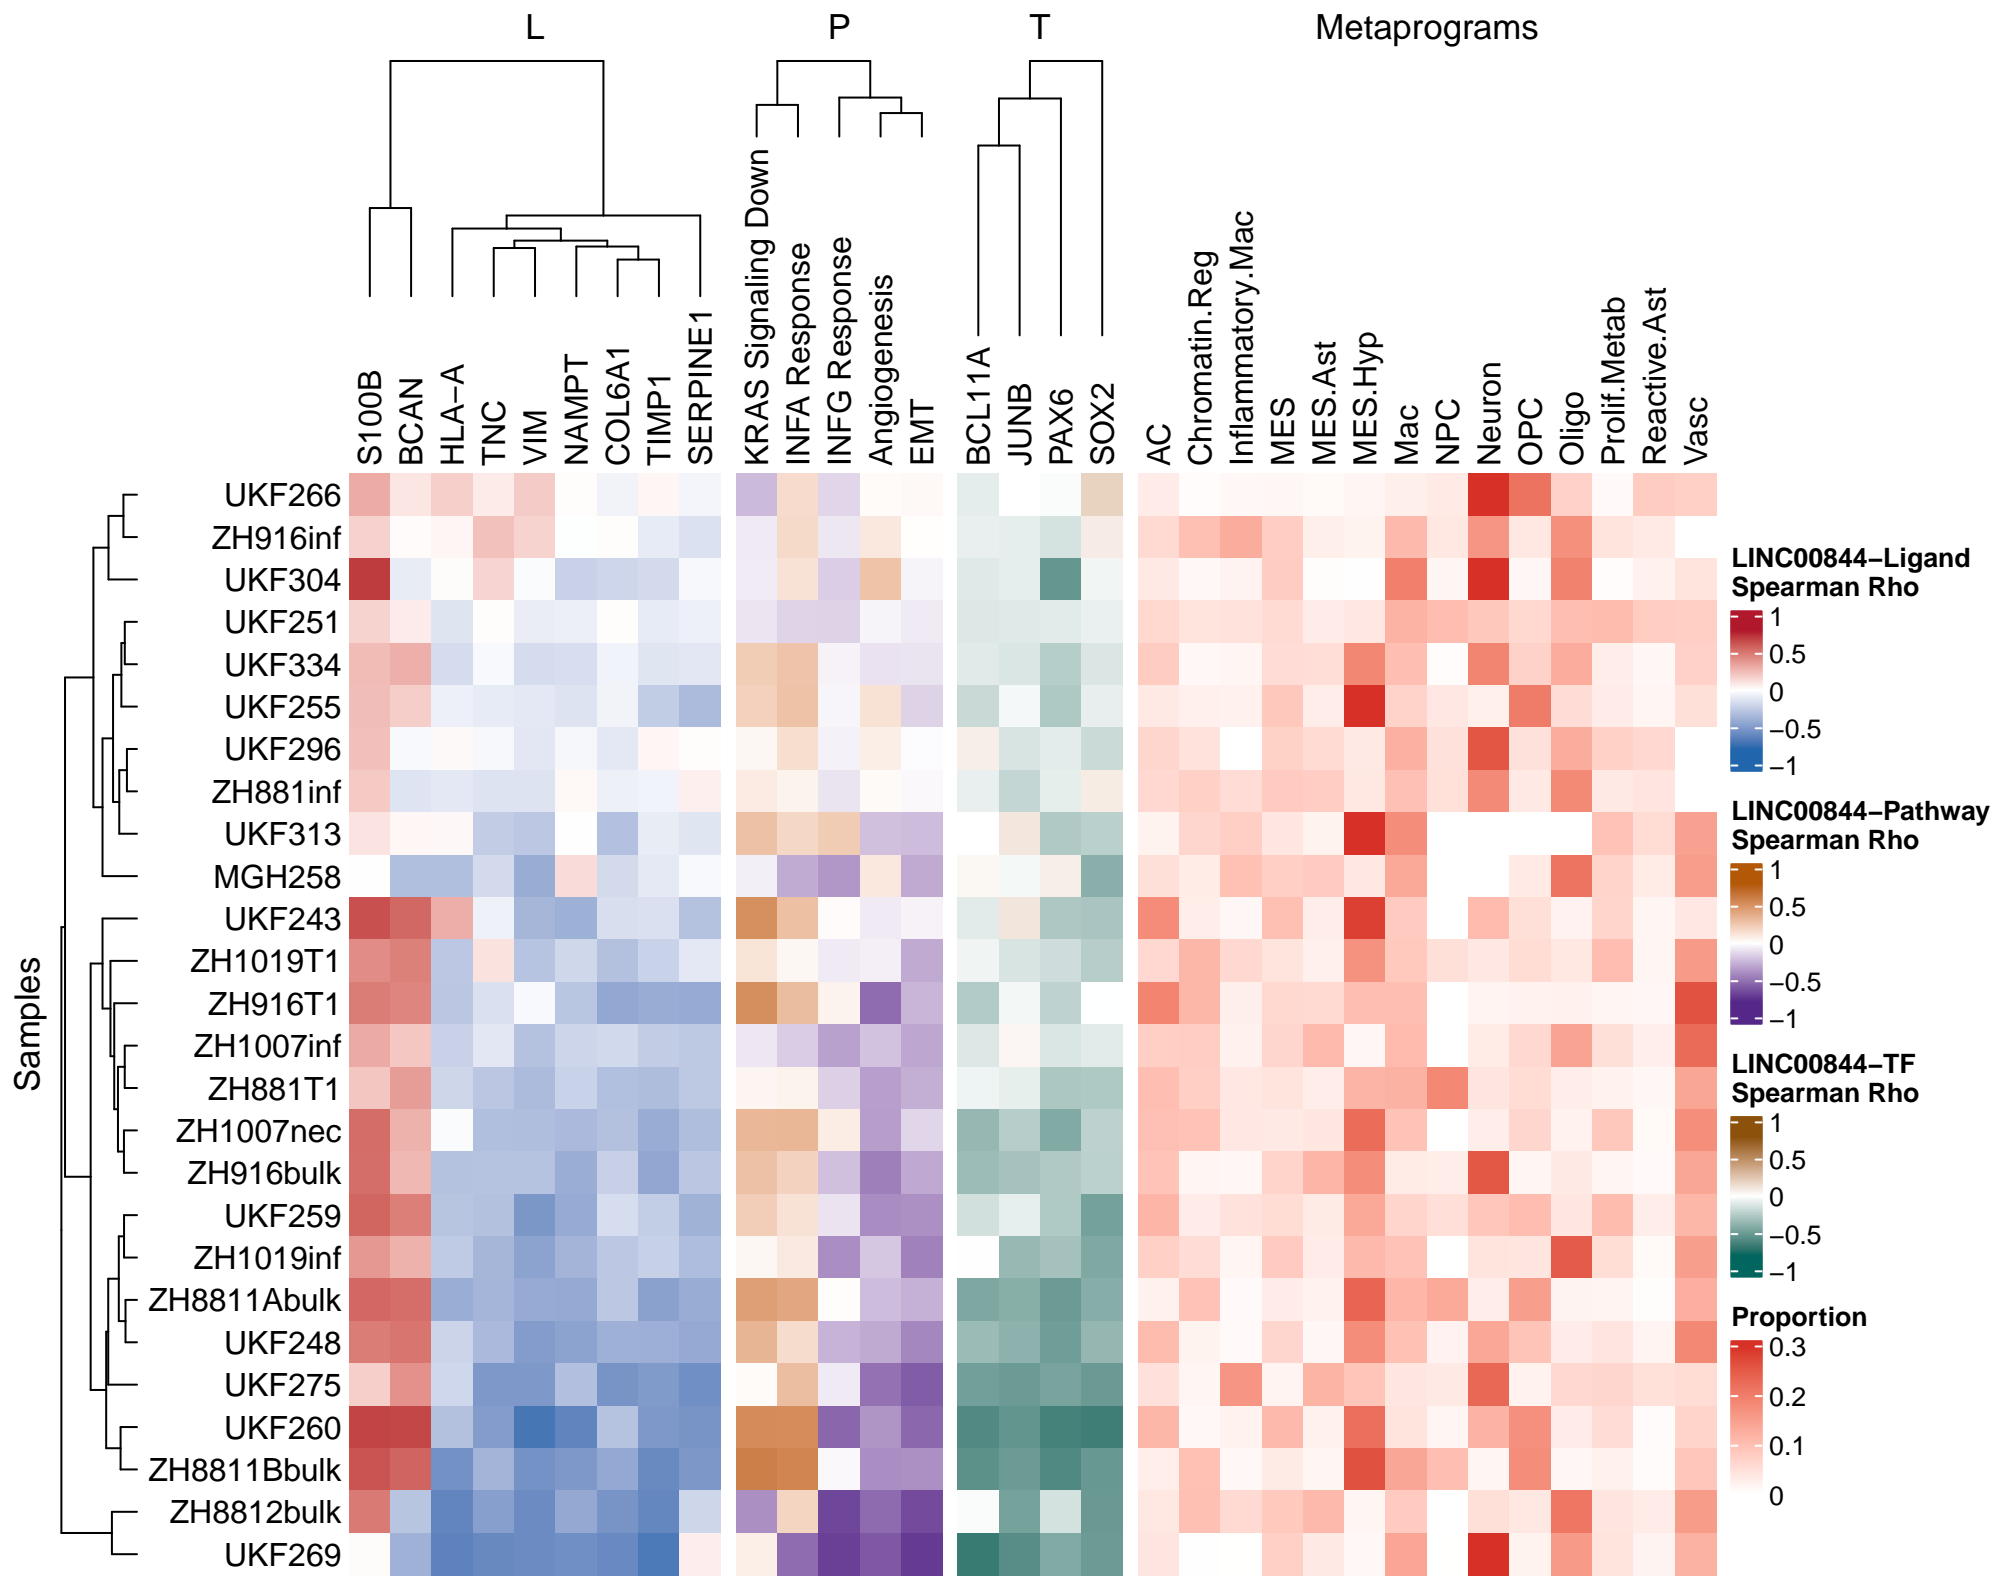 L
P
T
Metaprograms
S100B
BCAN
HLA−A
TNC
VIM
NAMPT
COL6A1
TIMP1
SERPINE1
KRAS Signaling Down
INFA Response
INFG Response
Angiogenesis
EMT
BCL11A
JUNB
PAX6
SOX2
AC
Chromatin.Reg
Inflammatory.Mac
MES
MES.Ast
MES.Hyp
Mac
NPC
Neuron
OPC
Oligo
Prolif.Metab
Reactive.Ast
Vasc
Samples
UKF266
ZH916inf
UKF304
UKF251
UKF334
UKF255
UKF296
ZH881inf
UKF313
MGH258
UKF243
ZH1019T1
ZH916T1
ZH1007inf
ZH881T1
ZH1007nec
ZH916bulk
UKF259
ZH1019inf
ZH8811Abulk
UKF248
UKF275
UKF260
ZH8811Bbulk
ZH8812bulk
UKF269
LINC00844−Ligand
Spearman Rho
1
0.5
0
−0.5
−1
LINC00844−Pathway
Spearman Rho
1
0.5
0
−0.5
−1
LINC00844−TF
Spearman Rho
1
0.5
0
−0.5
−1
Proportion
0.3
0.2
0.1
0